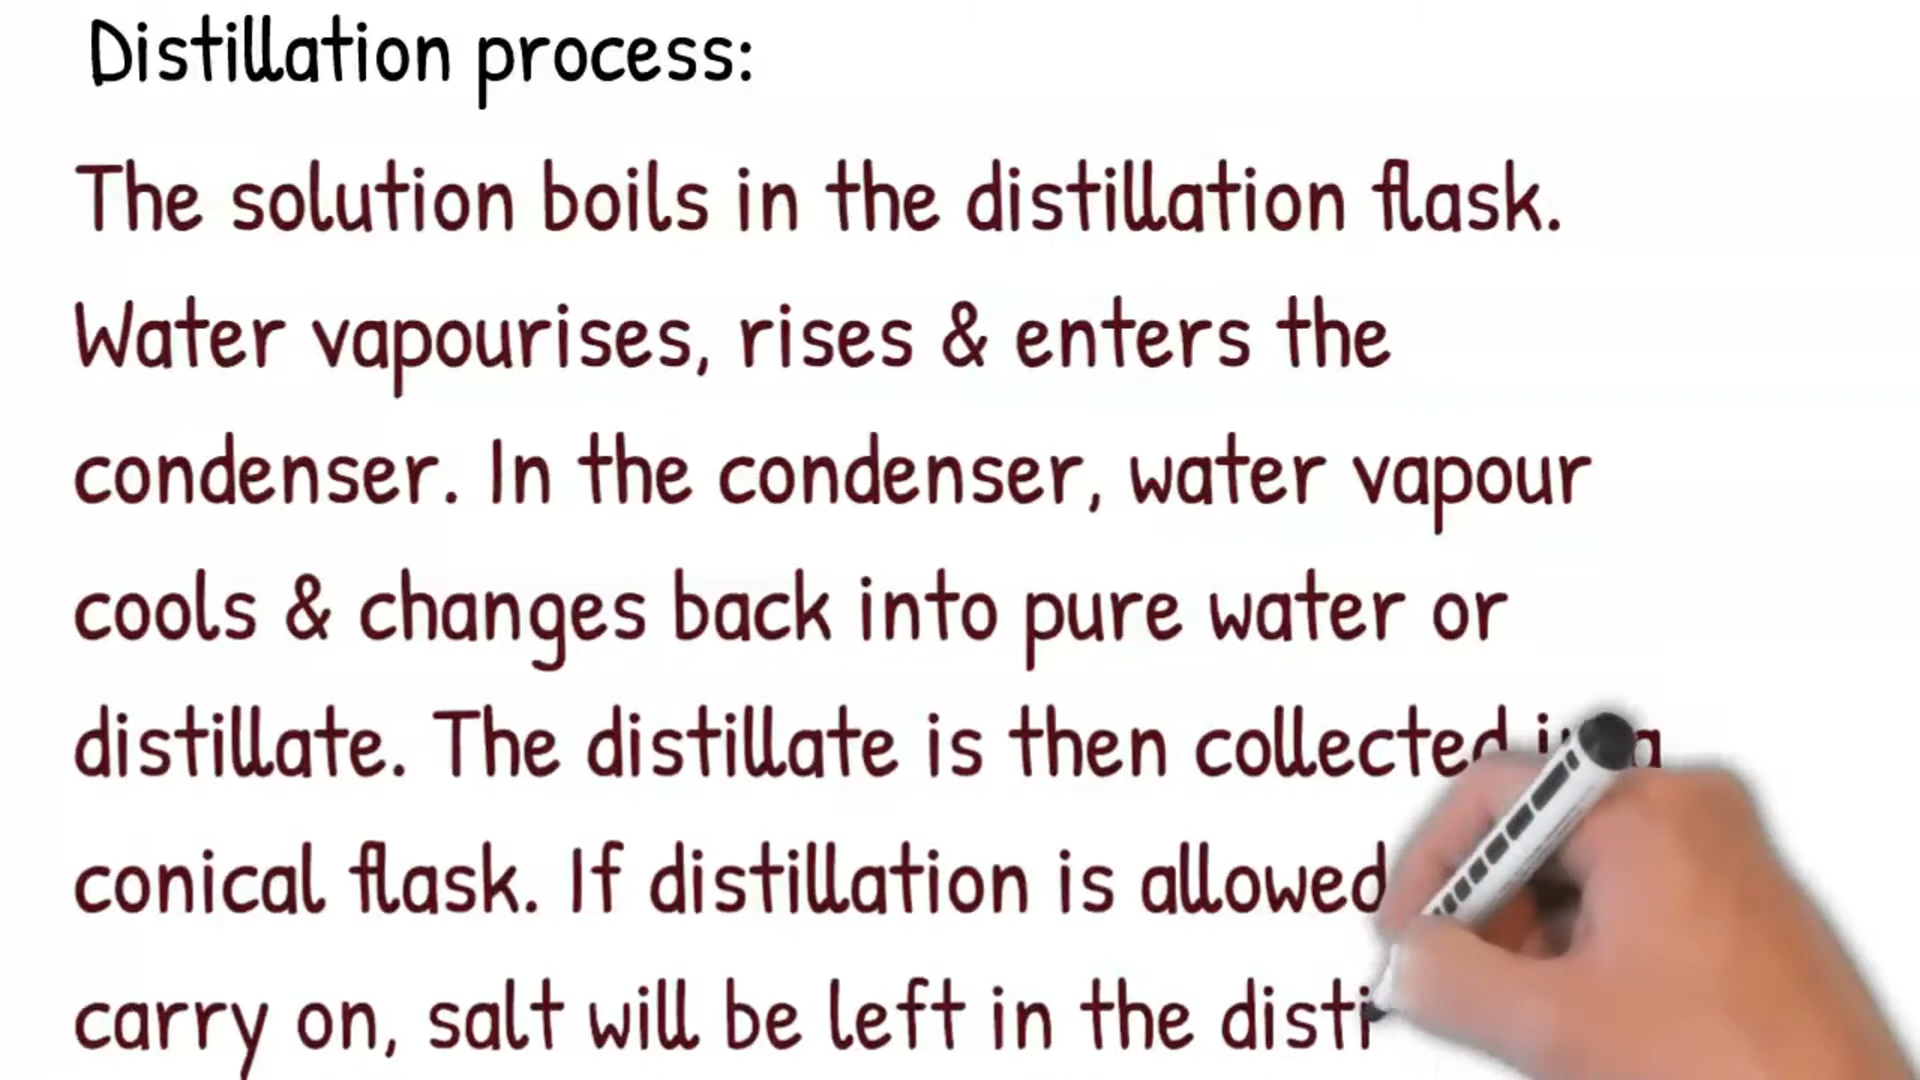 Distillation process:
The solution boils in the distillation flask.
Water vapourises, rises & enters the
condenser. In the condenser, water vapour
cools & changes back into pure water or
distillate. The distillate is then collected in a
conical flask. If distillation is allowed
carry on, salt will be left in the disti